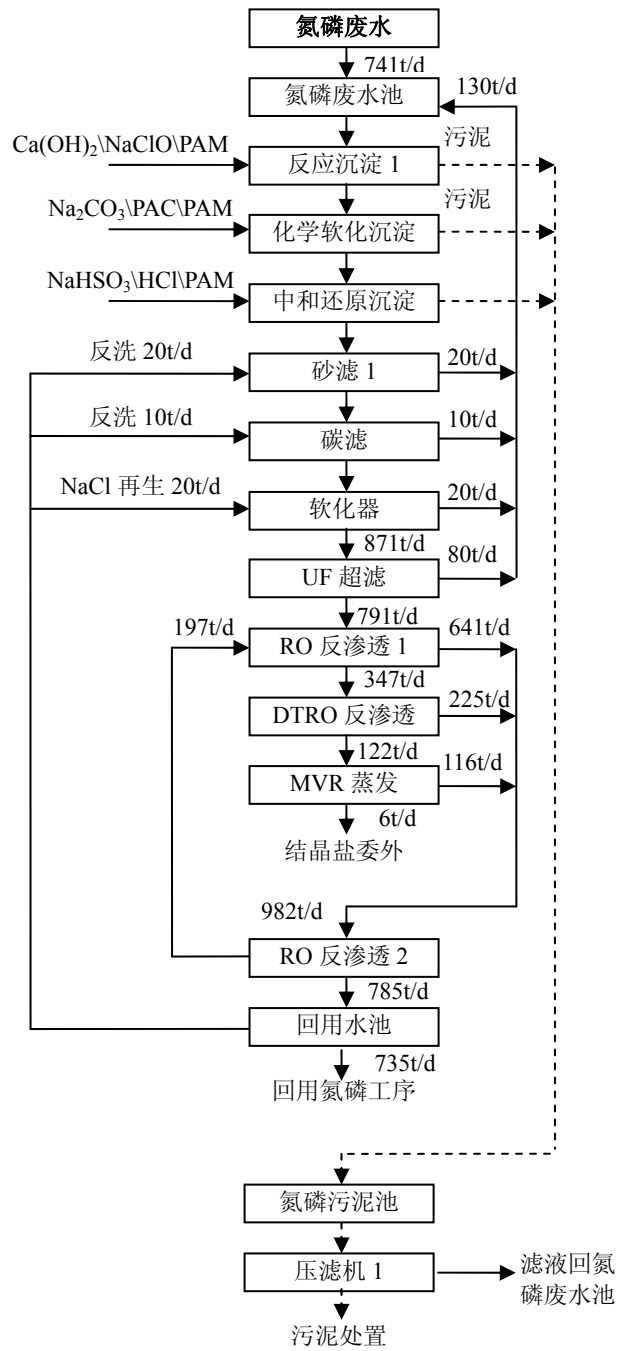 氮磷废水
741t/d
130t/d
氮磷废水池
污泥
Ca(OH)₂\NaClO\PAM
反应沉淀 1
污泥
Na₂CO₃\PAC\PAM
化学软化沉淀
NaHSO₃\HCl\PAM
中和还原沉淀
反洗 20t/d
20t/d
砂滤 1
反洗 10t/d
10t/d
碳滤
NaCl 再生 20t/d
20t/d
软化器
871t/d
80t/d
UF 超滤
791t/d
197t/d
641t/d
RO 反渗透 1
347t/d
225t/d
DTRO 反渗透
122t/d
116t/d
MVR 蒸发
6t/d
结晶盐委外
982t/d
RO 反渗透 2
785t/d
回用水池
735t/d
回用氮磷工序
氮磷污泥池
压滤机 1
滤液回氮
磷废水池
污泥处置